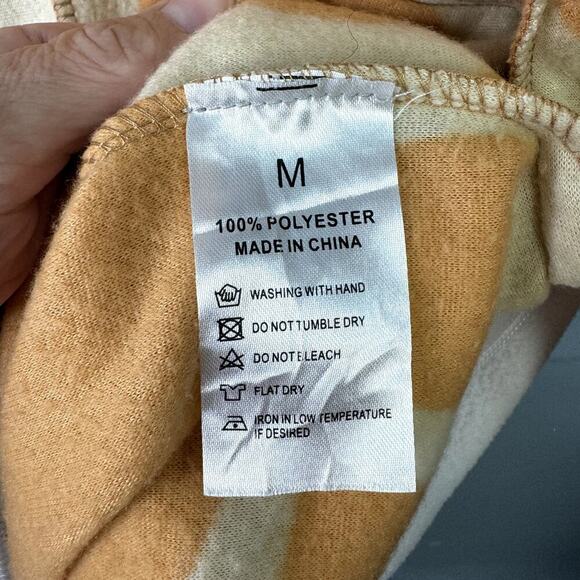 M
100% POLYESTER
MADE IN CHINA
WASHING WITH HAND
DO NOT TUMBLE DRY
DO NOT BLEACH
FLAT DRY
IRON IN LOW TEMPERATURE
IF DESIRED